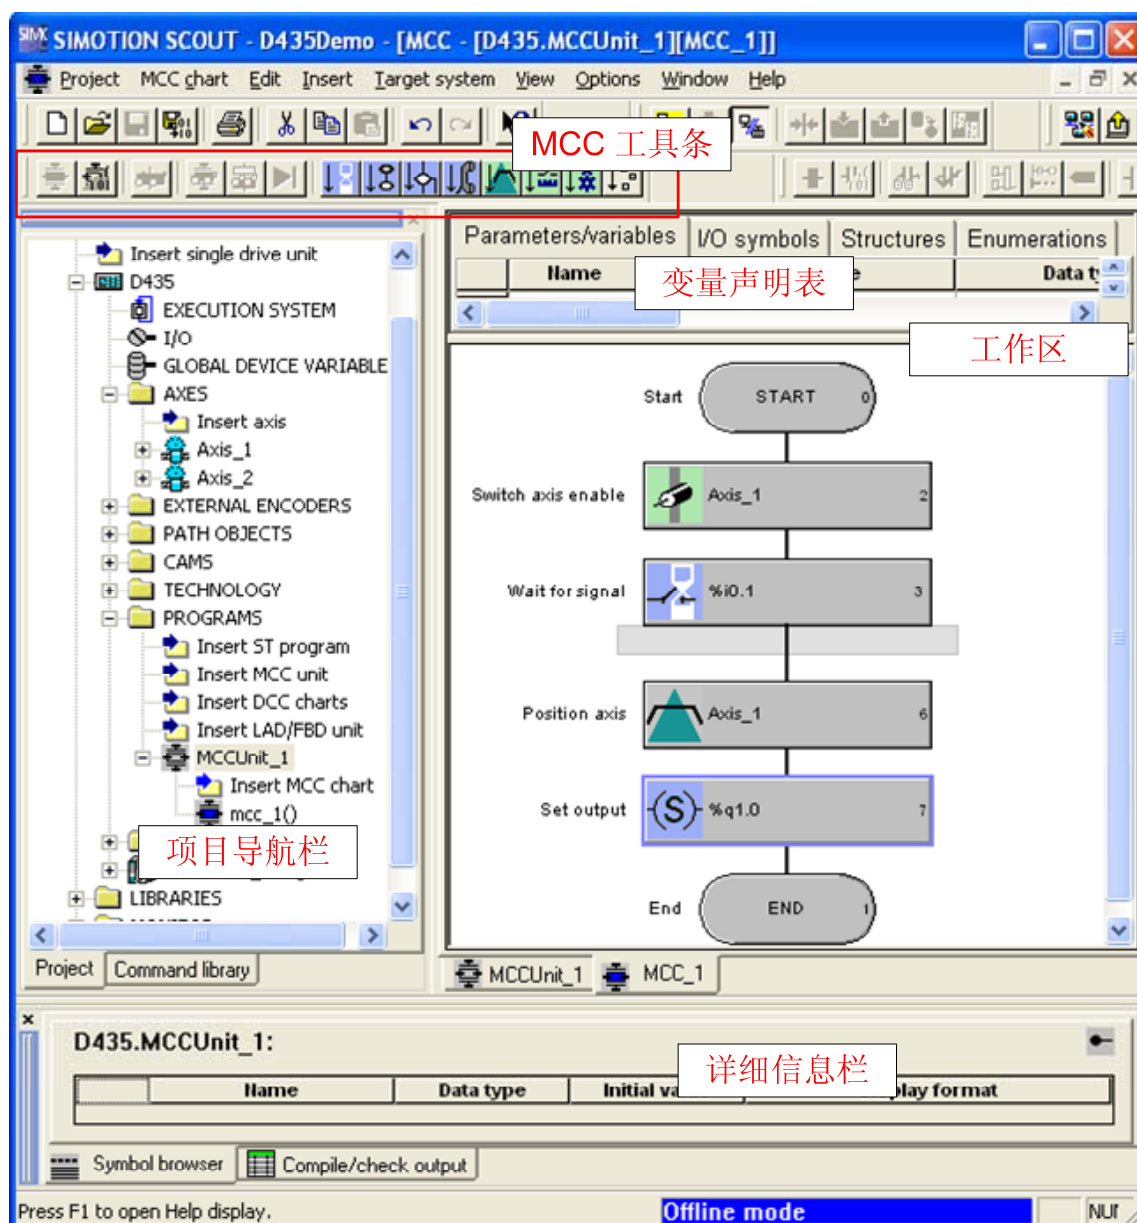 SIMOTION SCOUT - D435Demo - [MCC - [D435.MCCUnit_1][MCC_1]]
Project MCC chart Edit Insert Target system View Options Window Help
MCC 工具条
Insert single drive unit
D435
EXECUTION SYSTEM
I/O
GLOBAL DEVICE VARIABLE
AXES
Insert axis
Axis_1
Axis_2
EXTERNAL ENCODERS
PATH OBJECTS
CAMS
TECHNOLOGY
PROGRAMS
Insert ST program
Insert MCC unit
Insert DCC charts
Insert LAD/FBD unit
MCCUnit_1
Insert MCC chart
mcc_1()
项目导航栏
LIBRARIES
Project Command library
Parameters/variables I/O symbols Structures Enumerations
Name Data
变量声明表
工作区
Start START 0
Switch axis enable Axis_1 2
Wait for signal %i0.1 3
Position axis Axis_1 6
Set output (S) %q1.0 7
End END 1
MCCUnit_1 MCC_1
D435.MCCUnit_1:
详细信息栏
Name Data type Initial format
Symbol browser Compile/check output
Press F1 to open Help display. Offline mode